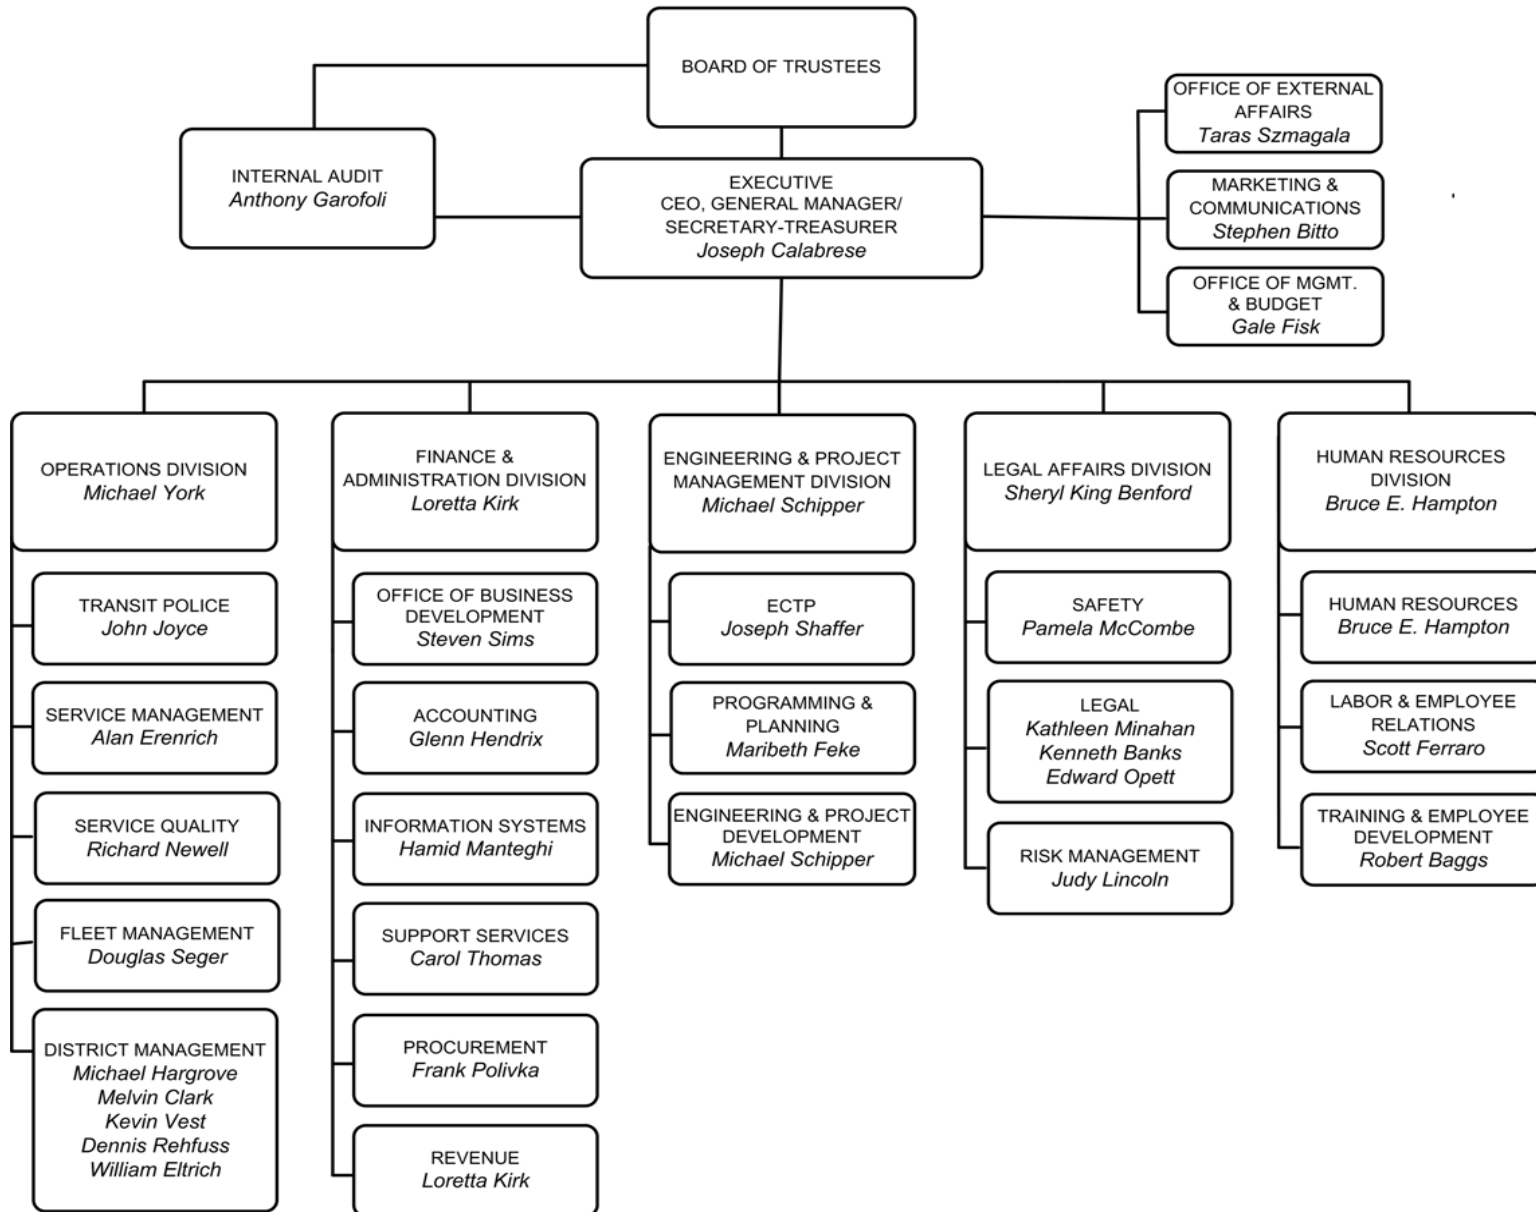 BOARD OF TRUSTEES
INTERNAL AUDIT
Anthony Garofoli
EXECUTIVE
CEO, GENERAL MANAGER/
SECRETARY-TREASURER
Joseph Calabrese
OFFICE OF EXTERNAL
AFFAIRS
Taras Szmagala
MARKETING &
COMMUNICATIONS
Stephen Bitto
OFFICE OF MGMT.
& BUDGET
Gale Fisk
OPERATIONS DIVISION
Michael York
TRANSIT POLICE
John Joyce
SERVICE MANAGEMENT
Alan Erenrich
SERVICE QUALITY
Richard Newell
FLEET MANAGEMENT
Douglas Seger
DISTRICT MANAGEMENT
Michael Hargrove
Melvin Clark
Kevin Vest
Dennis Rehfuss
William Eltrich
FINANCE &
ADMINISTRATION DIVISION
Loretta Kirk
OFFICE OF BUSINESS
DEVELOPMENT
Steven Sims
ACCOUNTING
Glenn Hendrix
INFORMATION SYSTEMS
Hamid Manteghi
SUPPORT SERVICES
Carol Thomas
PROCUREMENT
Frank Polivka
REVENUE
Loretta Kirk
ENGINEERING & PROJECT
MANAGEMENT DIVISION
Michael Schipper
ECTP
Joseph Shaffer
PROGRAMMING &
PLANNING
Maribeth Feke
ENGINEERING & PROJECT
DEVELOPMENT
Michael Schipper
LEGAL AFFAIRS DIVISION
Sheryl King Benford
SAFETY
Pamela McCombe
LEGAL
Kathleen Minahan
Kenneth Banks
Edward Opett
RISK MANAGEMENT
Judy Lincoln
HUMAN RESOURCES
DIVISION
Bruce E. Hampton
HUMAN RESOURCES
Bruce E. Hampton
LABOR & EMPLOYEE
RELATIONS
Scott Ferraro
TRAINING & EMPLOYEE
DEVELOPMENT
Robert Baggs